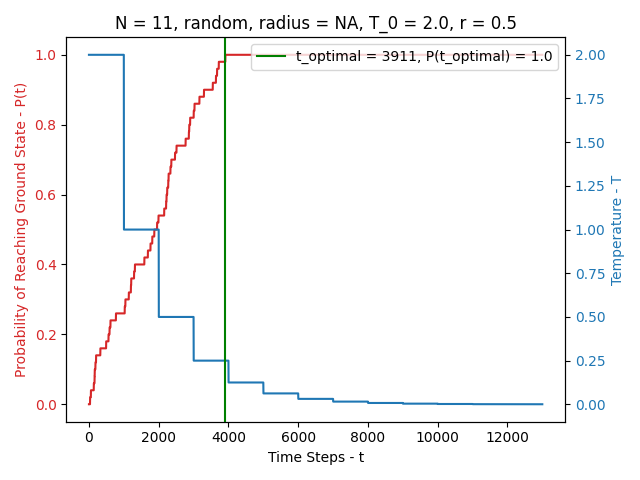 N = 11, random, radius = NA, T_0 = 2.0, r = 0.5
t_optimal = 3911, P(t_optimal) = 1.0
Probability of Reaching Ground State - P(t)
1.0
0.8
0.6
0.4
0.2
0.0
2.00
1.75
1.50
1.25
1.00
0.75
0.50
0.25
0.00
Temperature - T
0 2000 4000 6000 8000 10000 12000
Time Steps - t